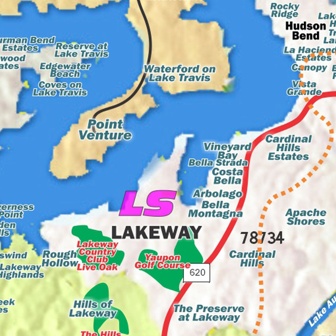 Rocky
Ridge
Hudson
Bend
Estates
Reserve at
Lake Travis
La Hacienda
Estates
Canopy
Edgewater
Beach
Waterford on
Lake Travis
Vista
Grande
Coves on
Lake Travis
Point
Venture
Vineyard
Bay
Bella Strada
Costa
Bella
Cardinal
Hills
Estates
Arbolago
Bella
Montagna
LS
LAKEWAY
Apache
Shores
78734
Rough
Hollow
Lakeway
Country
Club
Live Oak
Yaupon
Golf Course
620
Cardinal
Hills
Lakeway
Highlands
Hills of
Lakeway
The Preserve
at Lakeway
The Hills